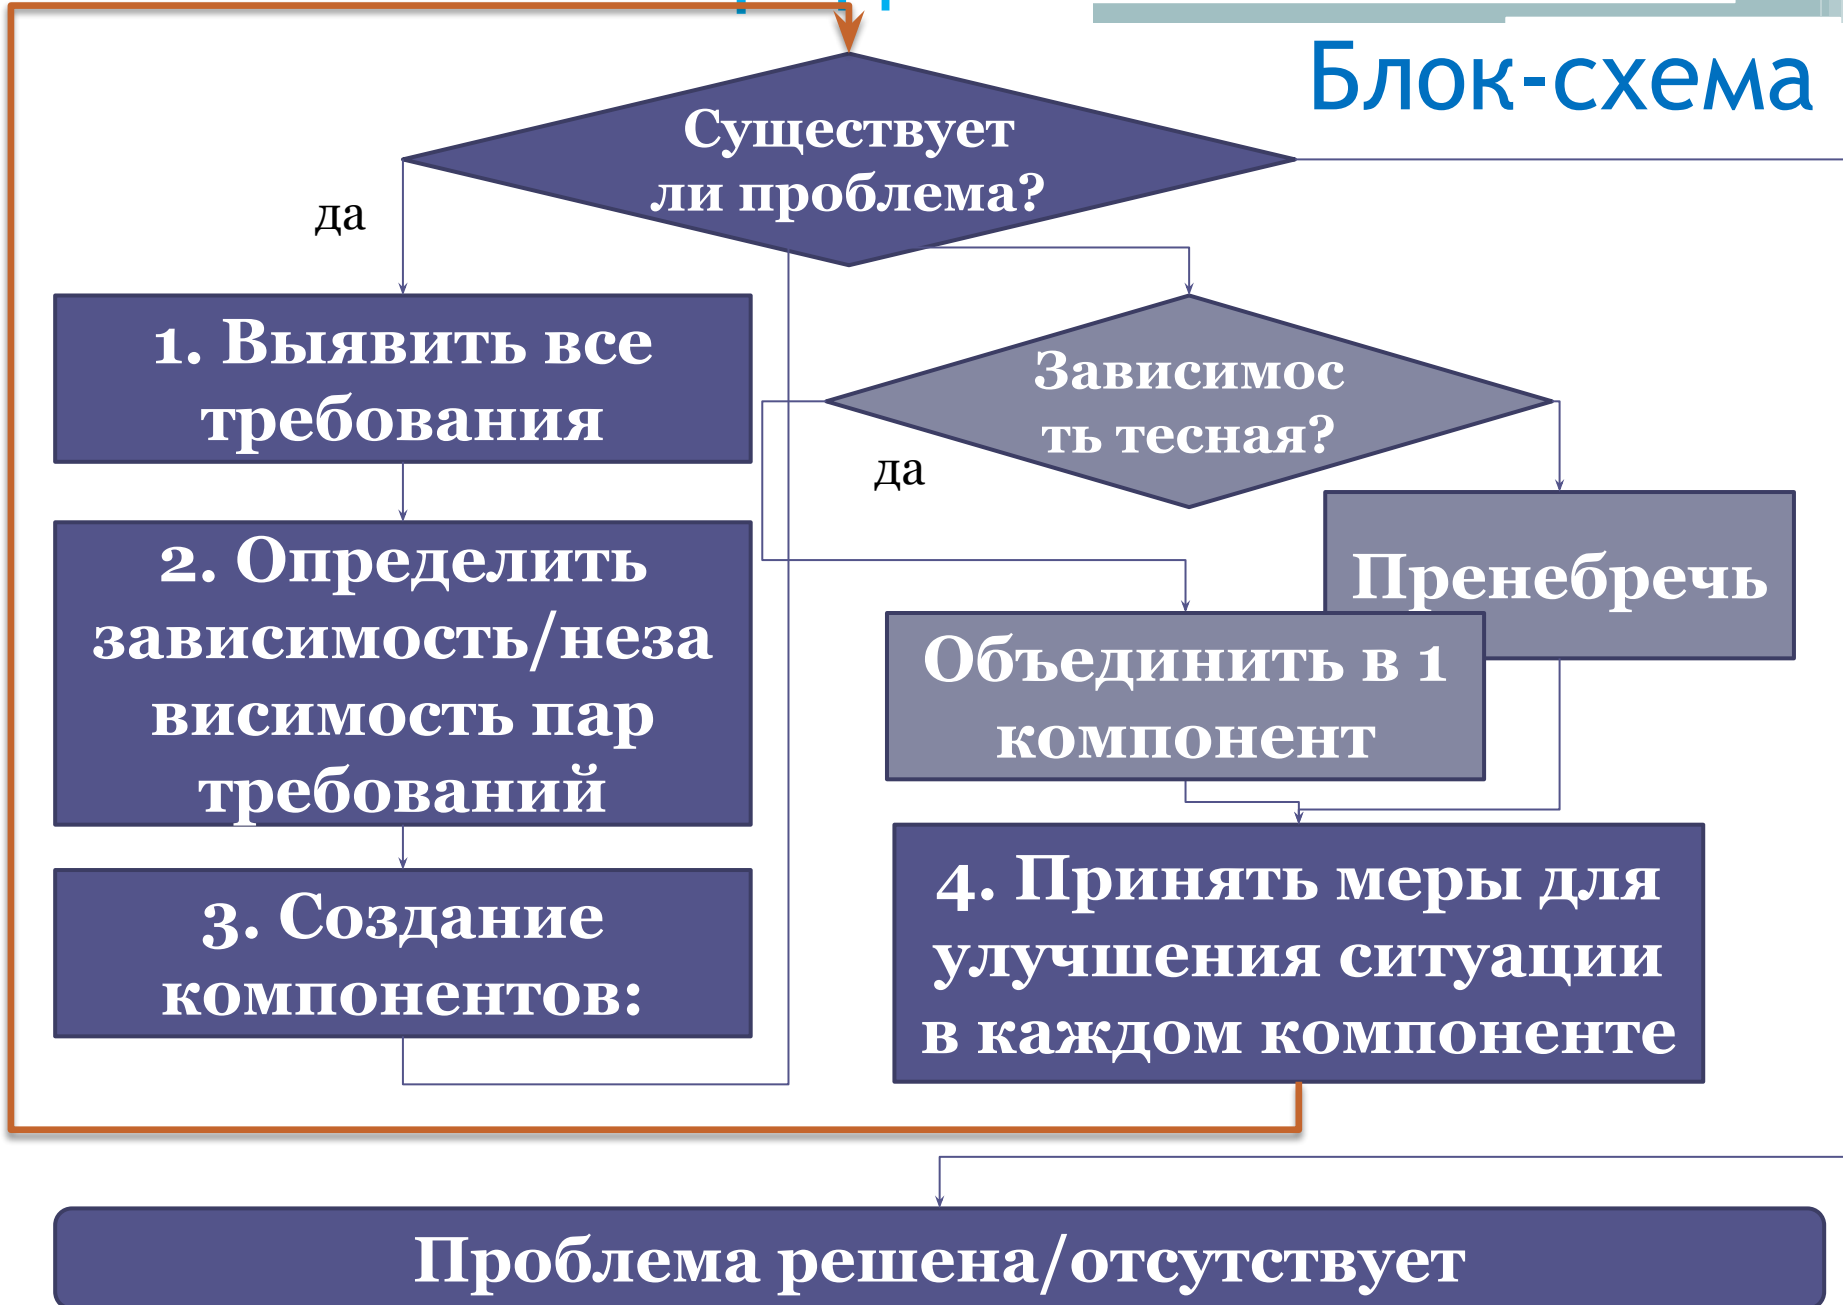 Блок-схема
Существует
ли проблема?
да
1. Выявить все
требования
Зависимос
ть тесная?
да
2. Определить
зависимость/неза
висимость пар
требований
Пренебречь
Объединить в 1
компонент
3. Создание
компонентов:
4. Принять меры для
улучшения ситуации
в каждом компоненте
Проблема решена/отсутствует